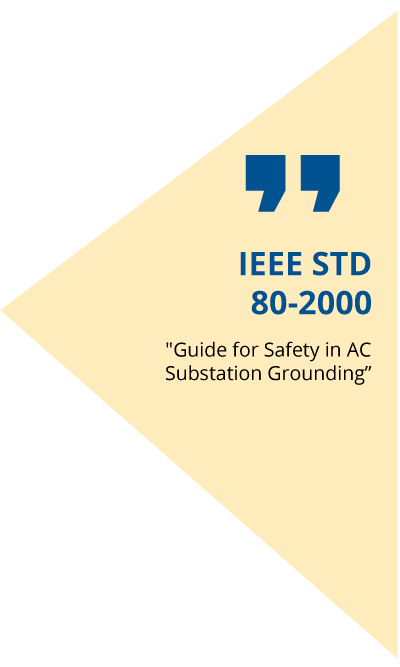 ”
IEEE STD
80-2000
"Guide for Safety in AC
Substation Grounding”